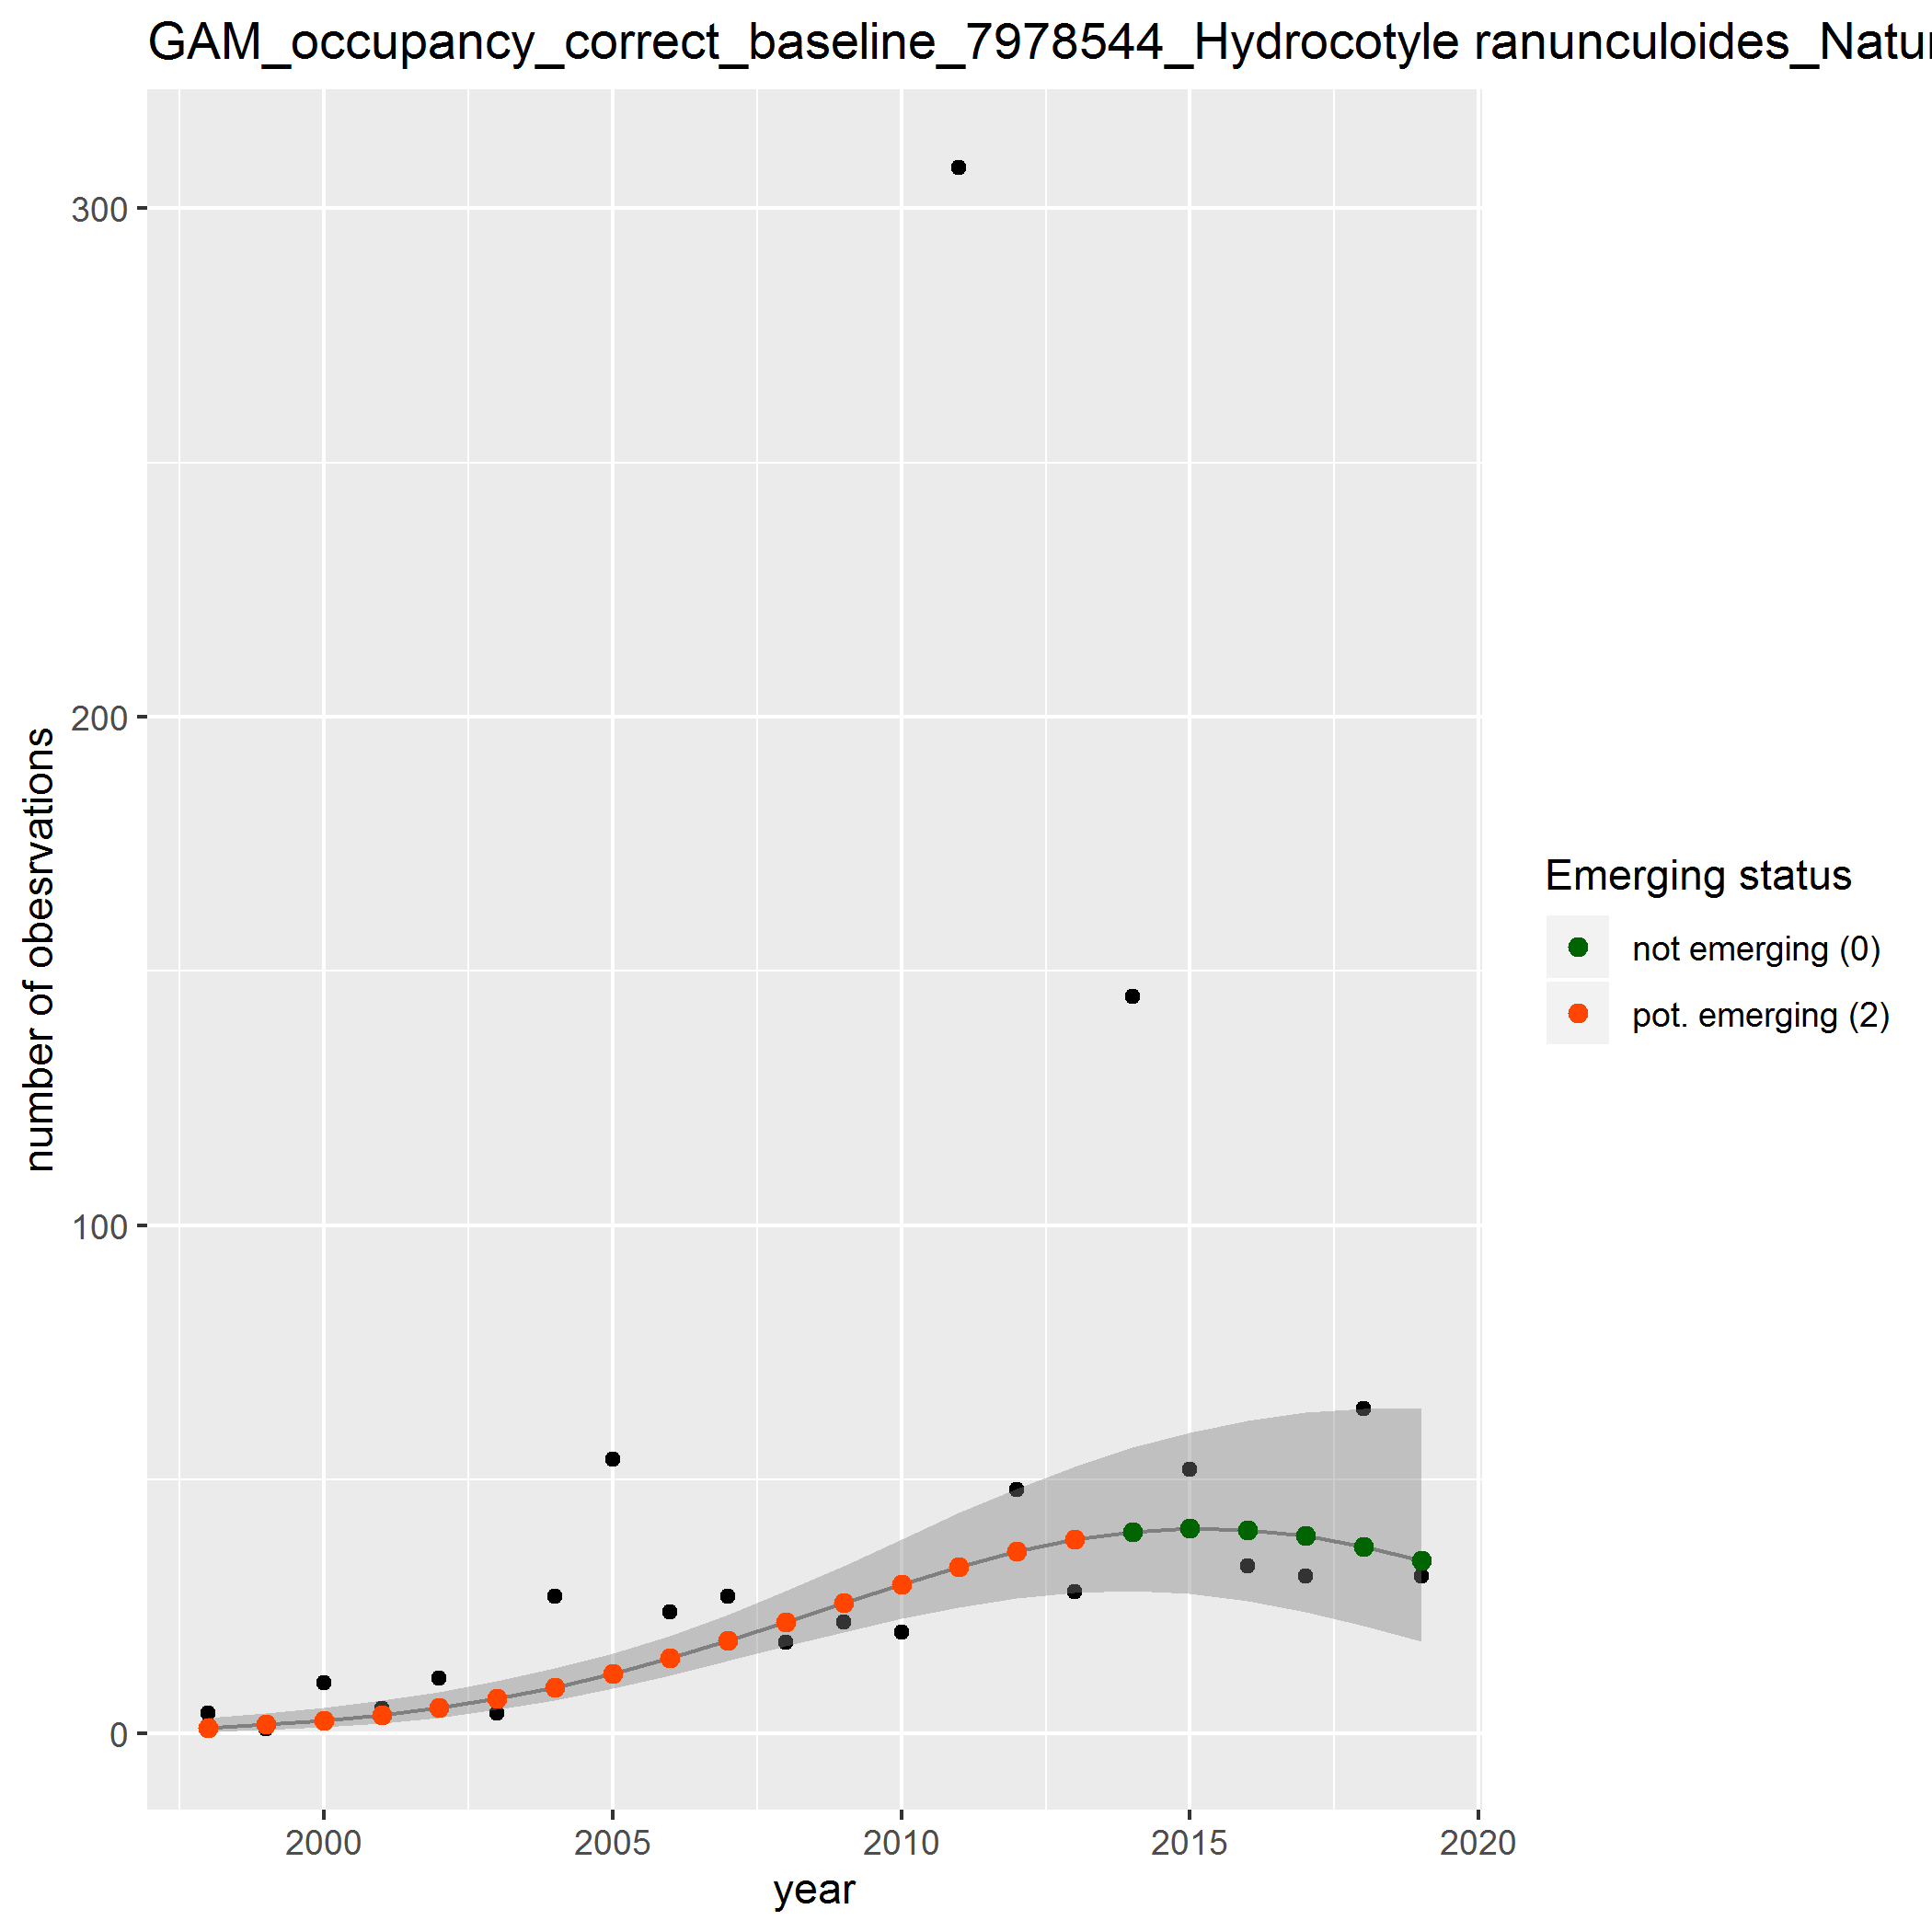 GAM_occupancy_correct_baseline_7978544_Hydrocotyle ranunculoides_Natur
300
200
100
0
number of obesrvations
2000 2005 2010 2015 2020
year
Emerging status
not emerging (0)
pot. emerging (2)